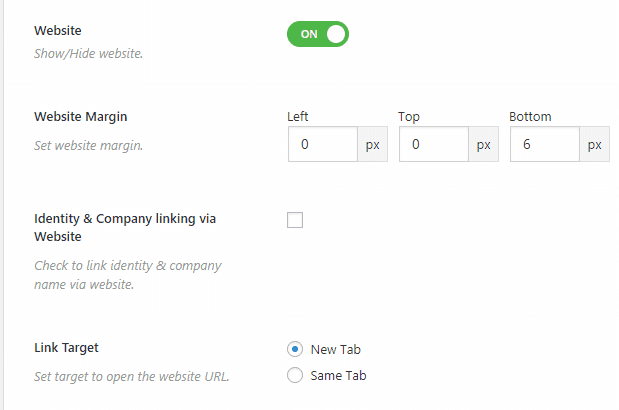 Website
ON
Show/Hide website.
Website Margin
Left Top Bottom
Set website margin.
0 px 0 px 6 px
Identity & Company linking via
Website
Check to link identity & company
name via website.
Link Target
New Tab
Set target to open the website URL.
Same Tab